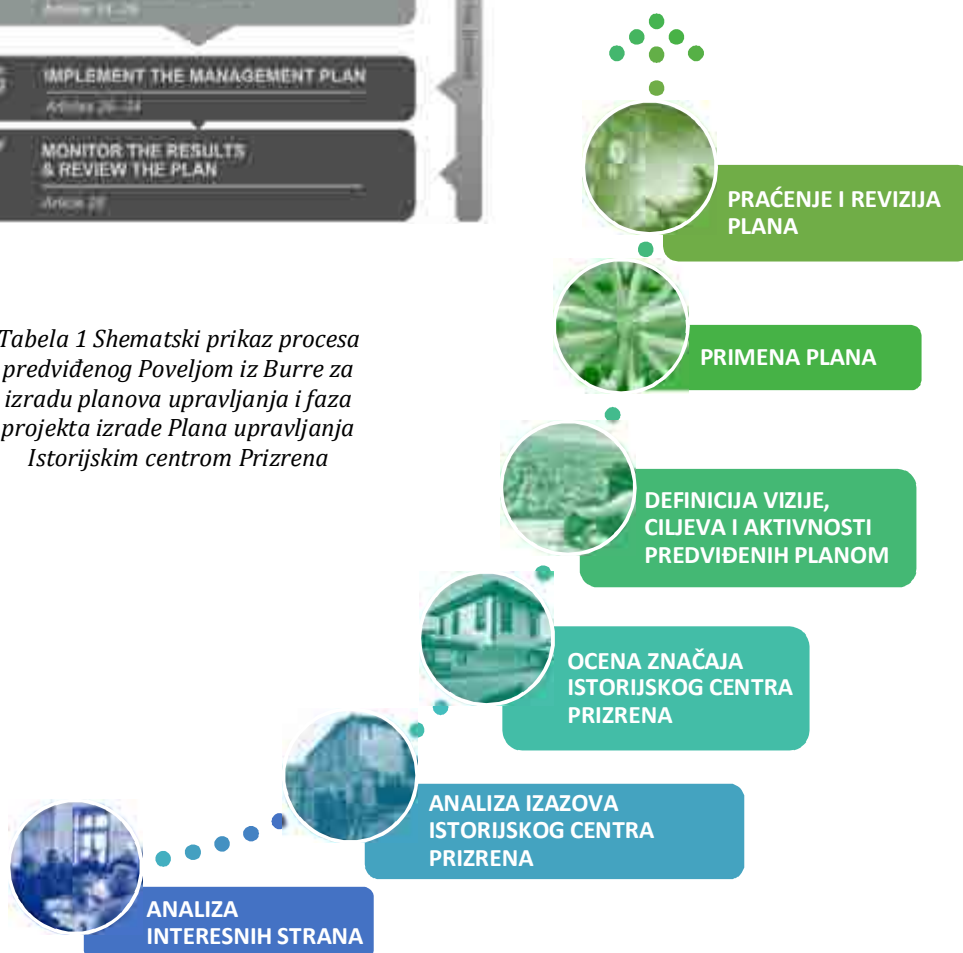 IMPLEMENT THE MANAGEMENT PLAN
MONITOR THE RESULTS
& REVIEW THE PLAN
Tabela 1 Shematski prikaz procesa
predviđenog Poveljom iz Burre za
izradu planova upravljanja i faza
projekta izrade Plana upravljanja
Istorijskim centrom Prizrena
PRAĆENJE I REVIZIJA
PLANA
PRIMENA PLANA
DEFINICIJA VIZIJE,
CILJEVA I AKTIVNOSTI
PREDVIĐENIH PLANOM
OCENA ZNAČAJA
ISTORIJSKOG CENTRA
PRIZRENA
ANALIZA IZAZOVA
ISTORIJSKOG CENTRA
PRIZRENA
ANALIZA
INTERESNIH STRANA